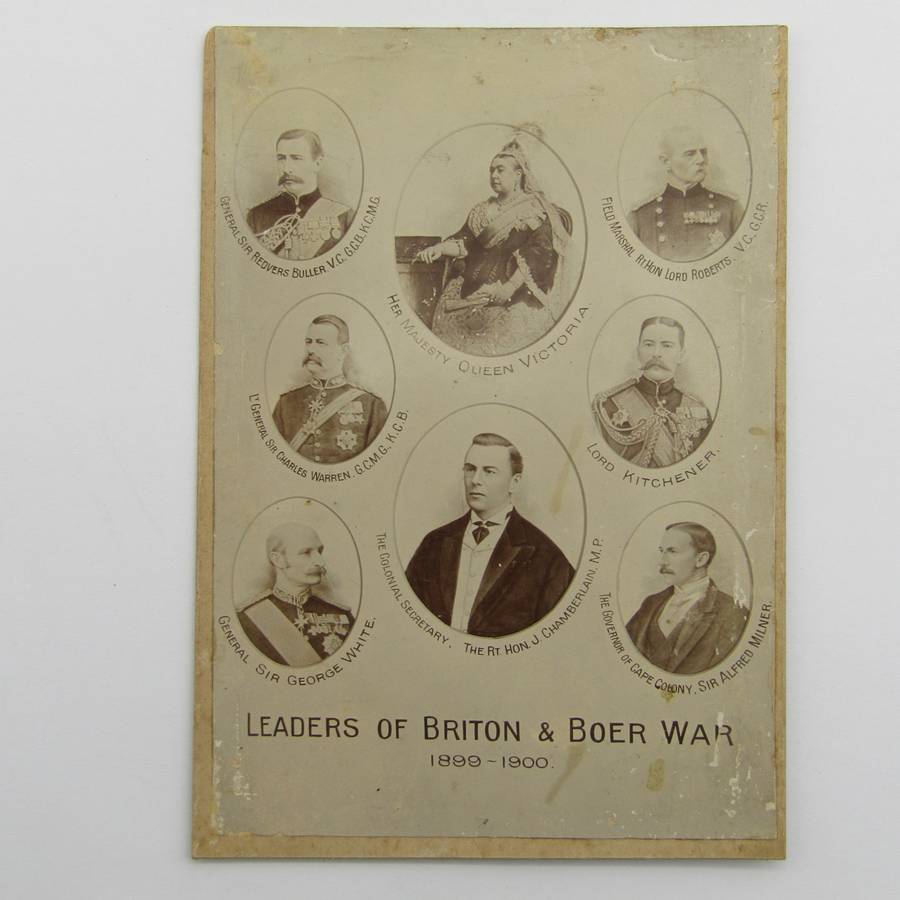 GENERAL SIR REDVERS BULLER V.C., G.C.B. K.C.M.G.
HER MAJESTY QUEEN VICTORIA.
FIELD MARSHAL RT. HON LORD ROBERTS. V.C., G.C.R.
LT GENERAL SIR CHARLES WARREN. G.C.M.G., K.C.B.
LORD KITCHENER.
GENERAL SIR GEORGE WHITE.
THE COLONIAL SECRETARY. THE RT. HON. J. CHAMBERLAIN. M.P.
THE GOVERNOR OF CAPE COLONY. SIR ALFRED MILNER.
LEADERS OF BRITON & BOER WAR
1899-1900.